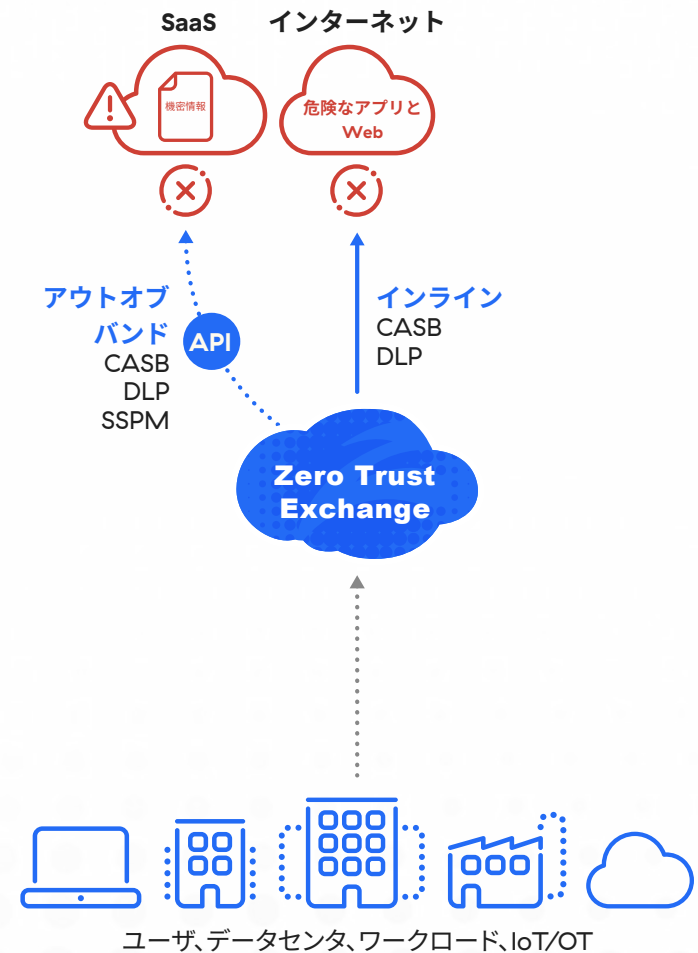 SaaS
インターネット
機密情報
危険なアプリと
Web
アウトオブ
バンド
CASB
DLP
SSPM
API
インライン
CASB
DLP
Zero Trust
Exchange
ユーザ、データセンタ、ワークロード、IoT/OT